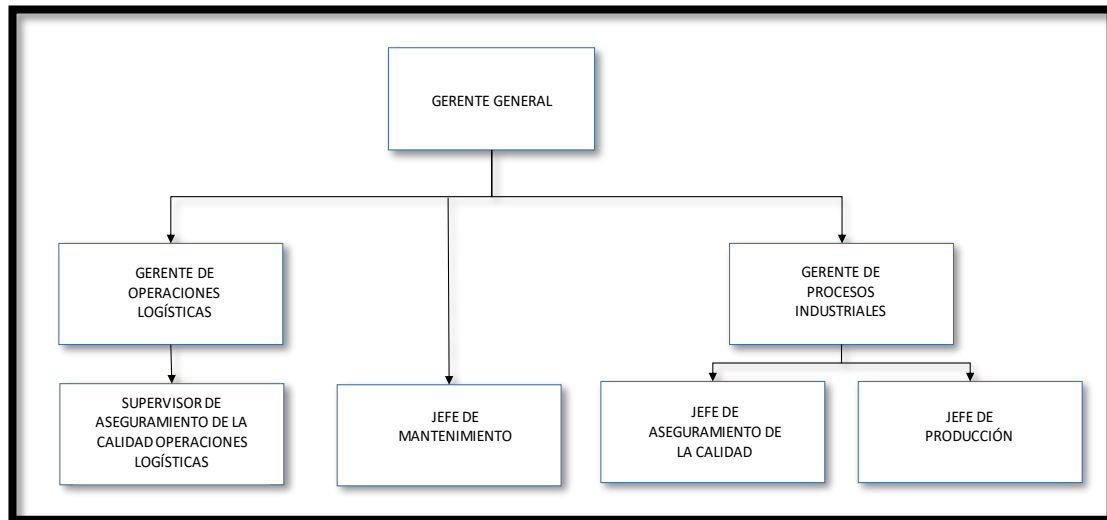 GERENTE GENERAL
GERENTE DE
OPERACIONES
LOGÍSTICAS
GERENTE DE
PROCESOS
INDUSTRIALES
SUPERVISOR DE
ASEGURAMIENTO DE LA
CALIDAD OPERACIONES
LOGÍSTICAS
JEFE DE
MANTENIMIENTO
JEFE DE
ASEGURAMIENTO DE
LA CALIDAD
JEFE DE
PRODUCCIÓN